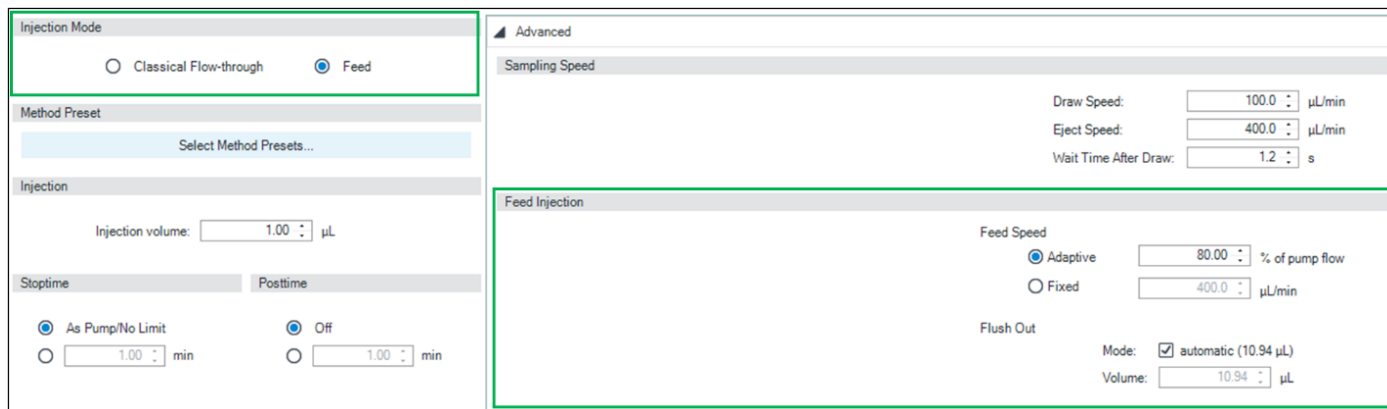 Injection Mode
Classical Flow-through Feed
Method Preset
Select Method Presets...
Injection
Injection volume: 1.00 µL
Stoptime Posttime
As Pump/No Limit Off
1.00 min 1.00 min
Advanced
Sampling Speed
Draw Speed: 100.0 µL/min
Eject Speed: 400.0 µL/min
Wait Time After Draw: 1.2 s
Feed Injection
Feed Speed
Adaptive 80.00 % of pump flow
Fixed 400.0 µL/min
Flush Out
Mode: automatic (10.94 µL)
Volume: 10.94 µL